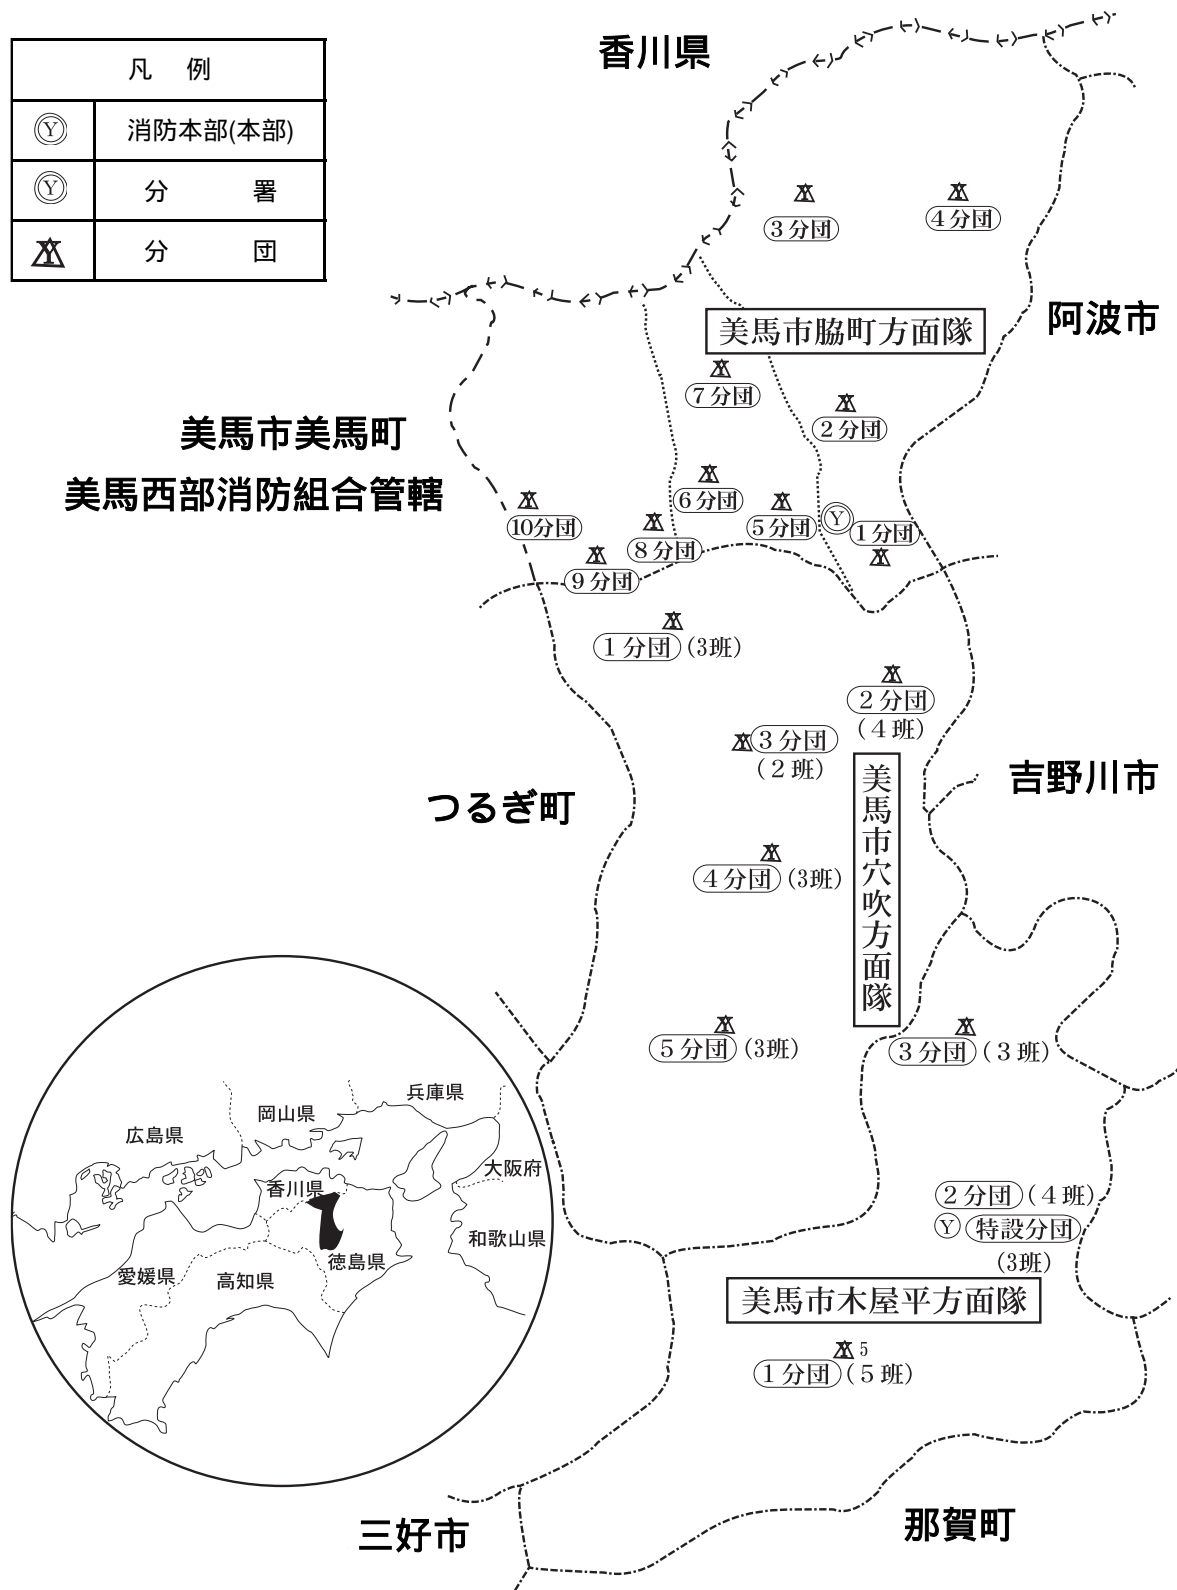 香川県
凡 例
Y 消防本部(本部)
Y 分 署
Y 分 団
3分団
4分団
阿波市
美馬市脇町方面隊
7分団
2分団
美馬市美馬町
美馬西部消防組合管轄
6分団
10分団
5分団
Y
1分団
8分団
9分団
1分団(3班)
2分団
(4班)
3分団
(2班)
吉野川市
つるぎ町
美馬市穴吹方面隊
4分団(3班)
5分団(3班)
3分団(3班)
兵庫県
岡山県
広島県
大阪府
香川県
和歌山県
徳島県
愛媛県
高知県
2分団(4班)
Y 特設分団
(3班)
美馬市木屋平方面隊
5
1分団(5班)
那賀町
三好市